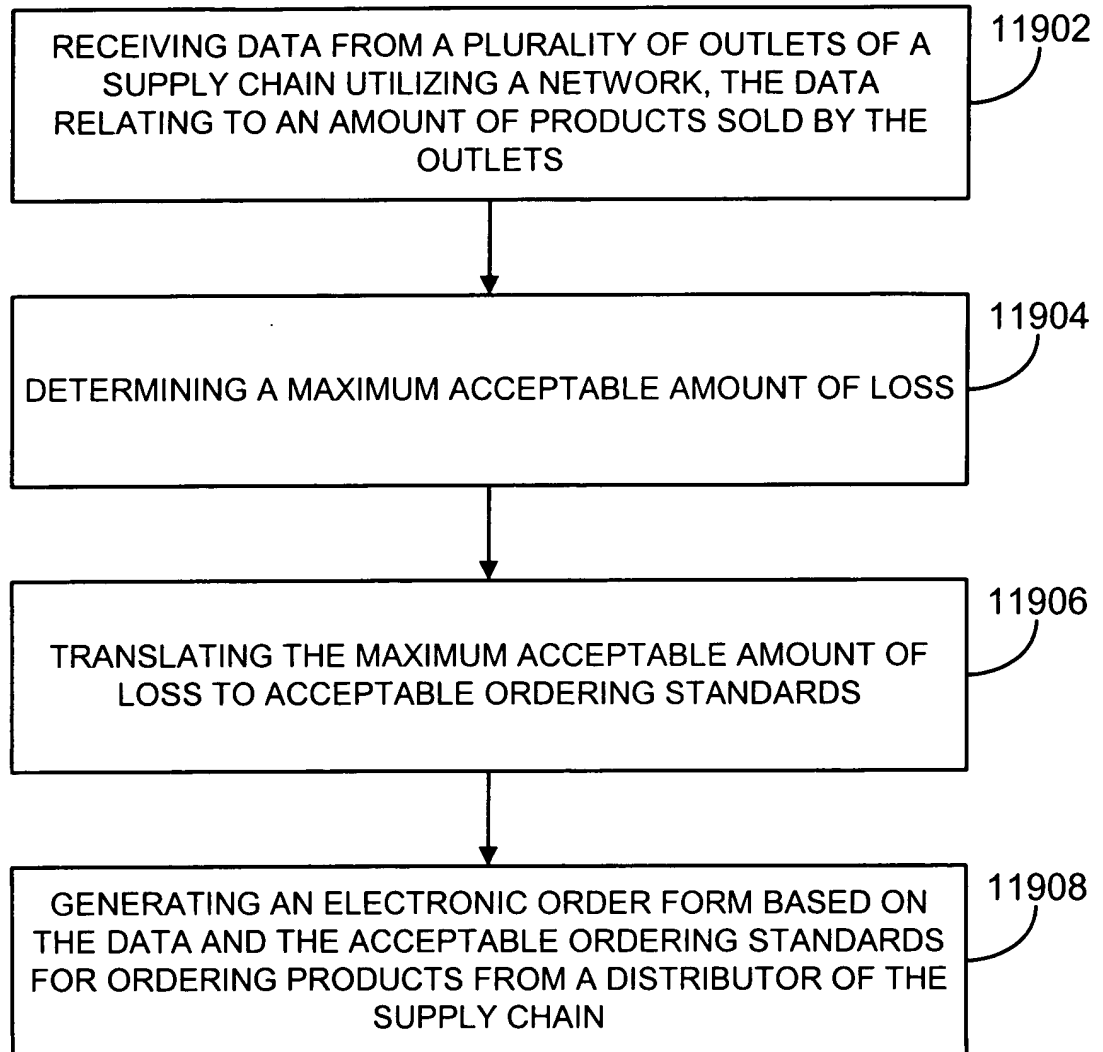 RECEIVING DATA FROM A PLURALITY OF OUTLETS OF A
SUPPLY CHAIN UTILIZING A NETWORK, THE DATA
RELATING TO AN AMOUNT OF PRODUCTS SOLD BY THE
OUTLETS
11902
DETERMINING A MAXIMUM ACCEPTABLE AMOUNT OF LOSS
11904
TRANSLATING THE MAXIMUM ACCEPTABLE AMOUNT OF
LOSS TO ACCEPTABLE ORDERING STANDARDS
11906
GENERATING AN ELECTRONIC ORDER FORM BASED ON
THE DATA AND THE ACCEPTABLE ORDERING STANDARDS
FOR ORDERING PRODUCTS FROM A DISTRIBUTOR OF THE
SUPPLY CHAIN
11908